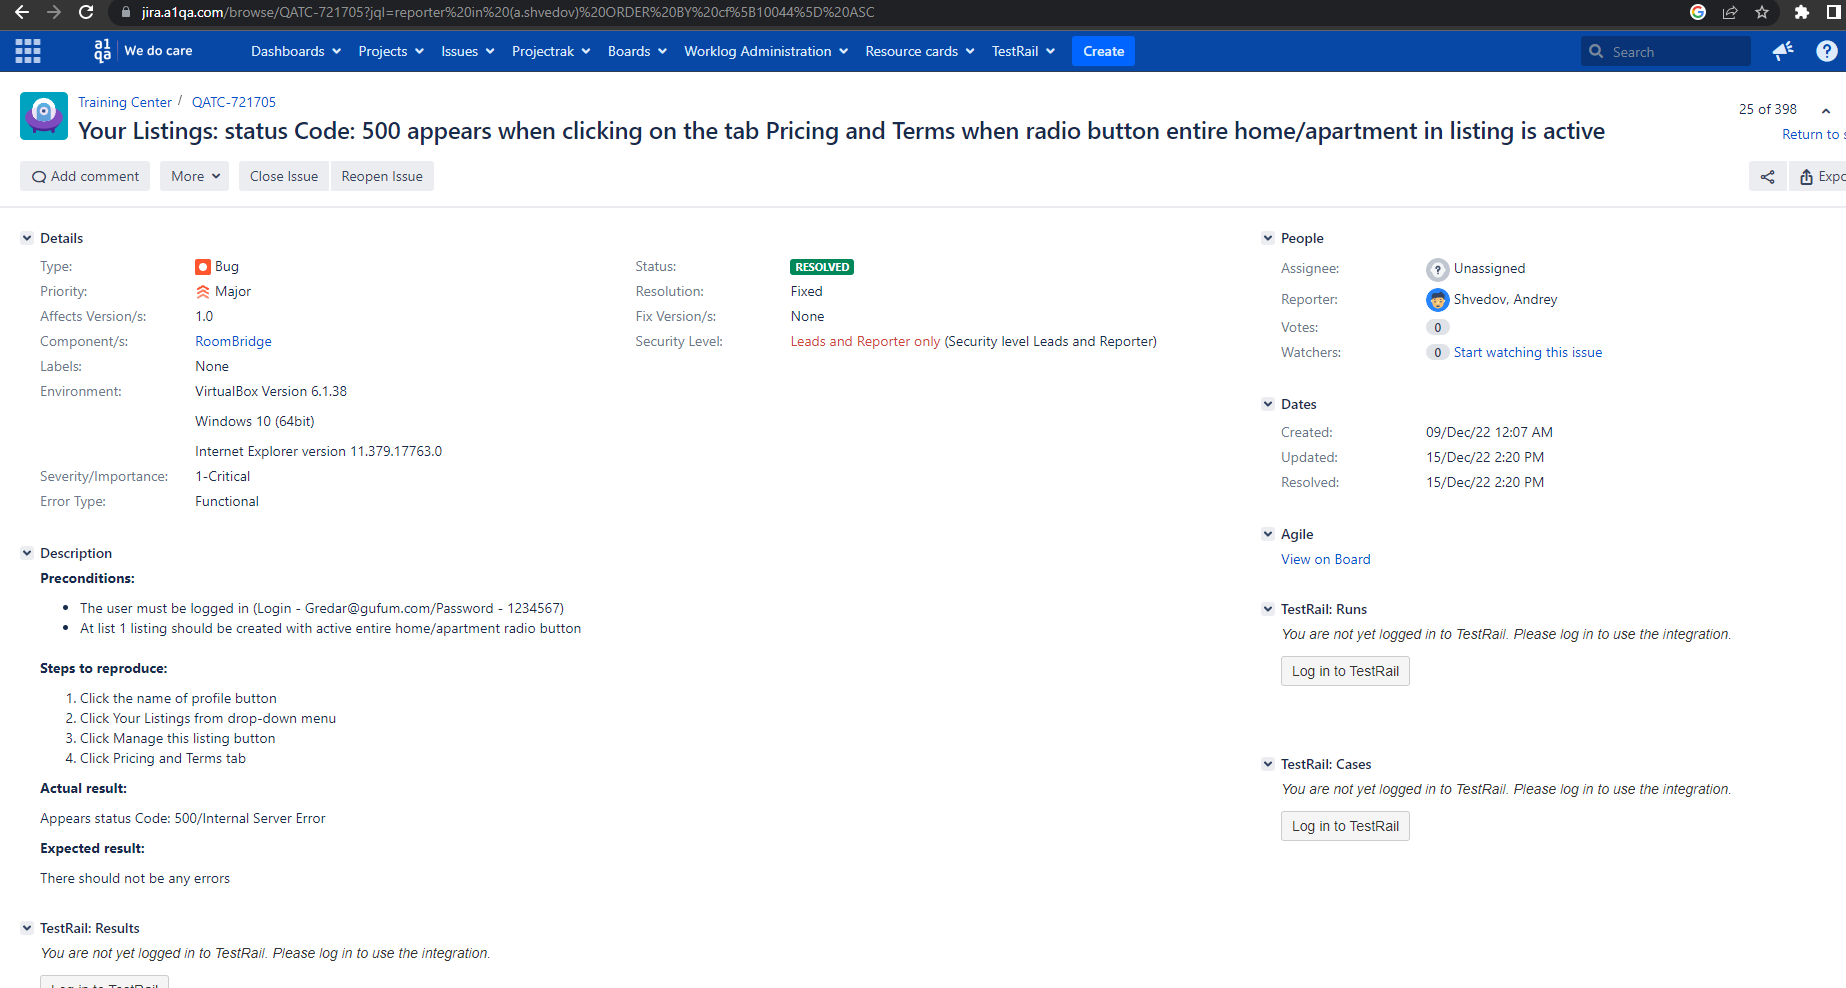 jira.a1qa.com/browse/QATC-721705?jql=reporter%20in%20(a.shvedov)%20ORDER%20BY%20cf%5B10044%5D%20ASC
a1 qa We do care Dashboards Projects Issues Projectrak Boards Worklog Administration Resource cards TestRail Create Search
Training Center / QATC-721705
25 of 398
Your Listings: status Code: 500 appears when clicking on the tab Pricing and Terms when radio button entire home/apartment in listing is active
Return to s
Add comment More Close Issue Reopen Issue Expo
Details
Type: Bug
Priority: Major
Affects Version/s: 1.0
Component/s: RoomBridge
Labels: None
Environment: VirtualBox Version 6.1.38
Windows 10 (64bit)
Internet Explorer version 11.379.17763.0
Severity/Importance: 1-Critical
Error Type: Functional
Status: RESOLVED
Resolution: Fixed
Fix Version/s: None
Security Level: Leads and Reporter only (Security level Leads and Reporter)
Description
Preconditions:
• The user must be logged in (Login - Gredar@gufum.com/Password - 1234567)
• At list 1 listing should be created with active entire home/apartment radio button
Steps to reproduce:
1. Click the name of profile button
2. Click Your Listings from drop-down menu
3. Click Manage this listing button
4. Click Pricing and Terms tab
Actual result:
Appears status Code: 500/Internal Server Error
Expected result:
There should not be any errors
TestRail: Results
You are not yet logged in to TestRail. Please log in to use the integration.
Log in to TestRail
People
Assignee: Unassigned
Reporter: Shvedov, Andrey
Votes: 0
Watchers: 0 Start watching this issue
Dates
Created: 09/Dec/22 12:07 AM
Updated: 15/Dec/22 2:20 PM
Resolved: 15/Dec/22 2:20 PM
Agile
View on Board
TestRail: Runs
You are not yet logged in to TestRail. Please log in to use the integration.
Log in to TestRail
TestRail: Cases
You are not yet logged in to TestRail. Please log in to use the integration.
Log in to TestRail